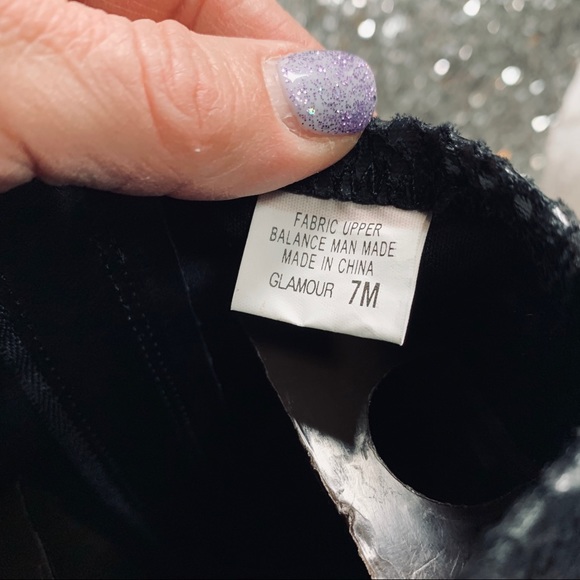 FABRIC UPPER
BALANCE MAN MADE
MADE IN CHINA
GLAMOUR 7M